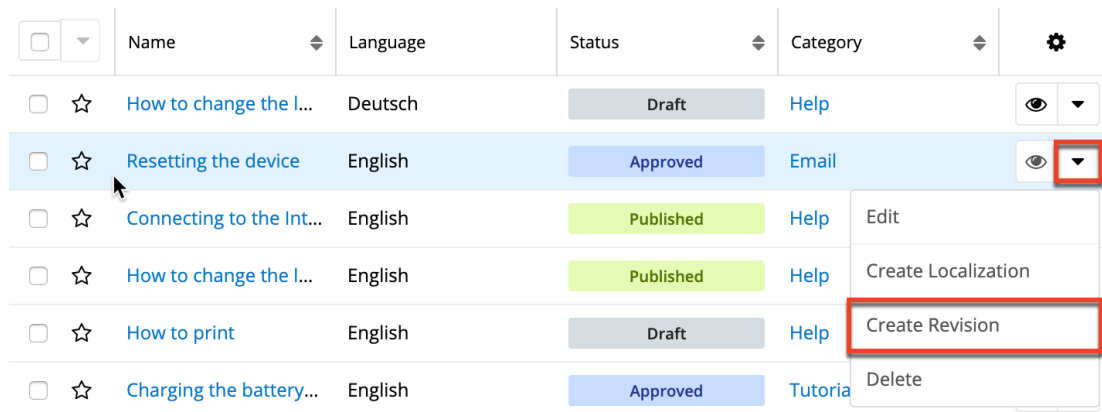 Name Language Status Category
How to change the l... Deutsch Draft Help
Resetting the device English Approved Email
Connecting to the Int... English Published Help
Edit
How to change the l... English Published Help
Create Localization
How to print English Draft Help
Create Revision
Charging the battery... English Approved Tutoria
Delete